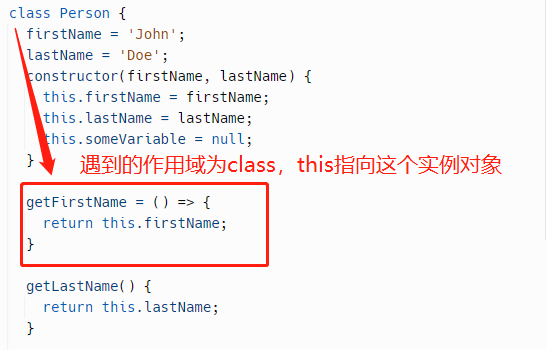 class Person {
firstName = 'John';
lastName = 'Doe';
constructor(firstName, lastName) {
this.firstName = firstName;
this.lastName = lastName;
this.someVariable = null;
}
遇到的作用域为class，this指向这个实例对象
getFirstName = () => {
return this.firstName;
}
getLastName() {
return this.lastName;
}